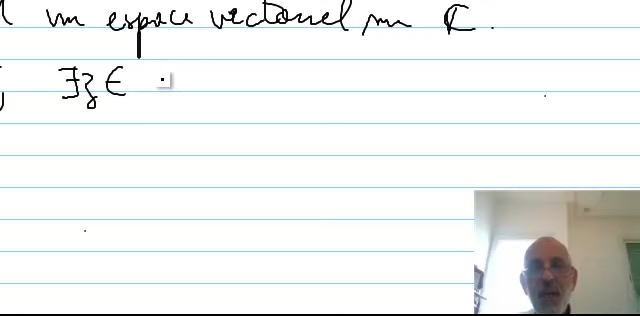 un espace vectoriel sur ℂ.
∃z ∈